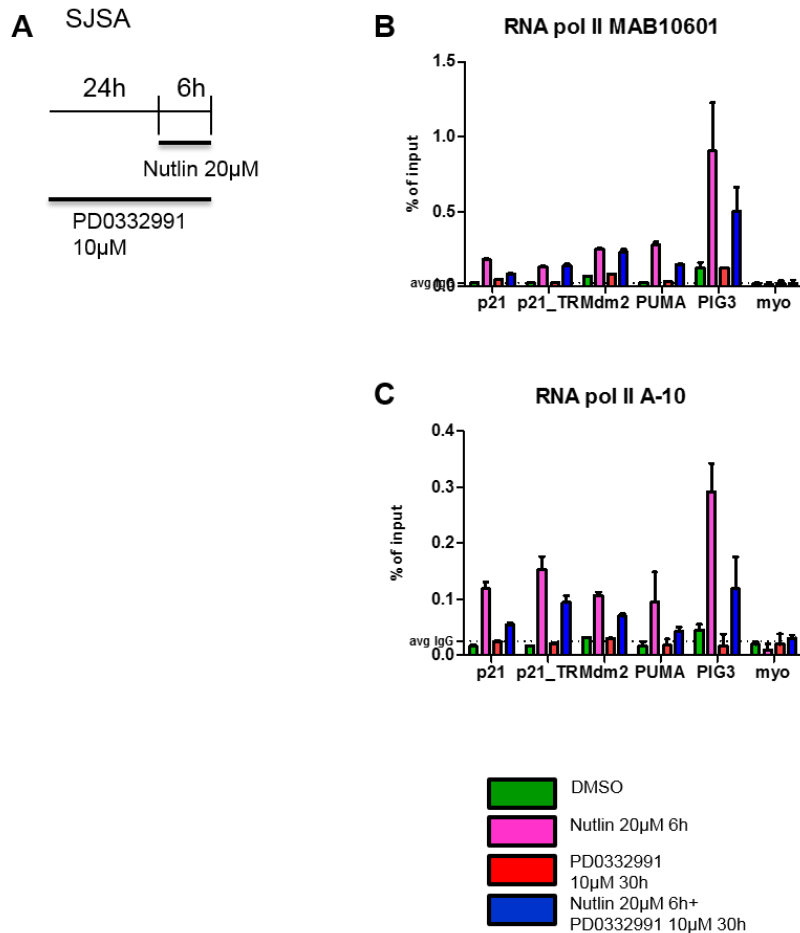 A
SJSA
24h 6h
Nutlin 20µM
PD0332991
10µM
B
RNA pol II MAB10601
% of input
1.5
1.0
0.5
0.0
avg IgG
p21 p21_TR Mdm2 PUMA PIG3 myo
C
RNA pol II A-10
% of input
0.4
0.3
0.2
0.1
0.0
avg IgG
p21 p21_TR Mdm2 PUMA PIG3 myo
DMSO
Nutlin 20µM 6h
PD0332991
10µM 30h
Nutlin 20µM 6h+
PD0332991 10µM 30h